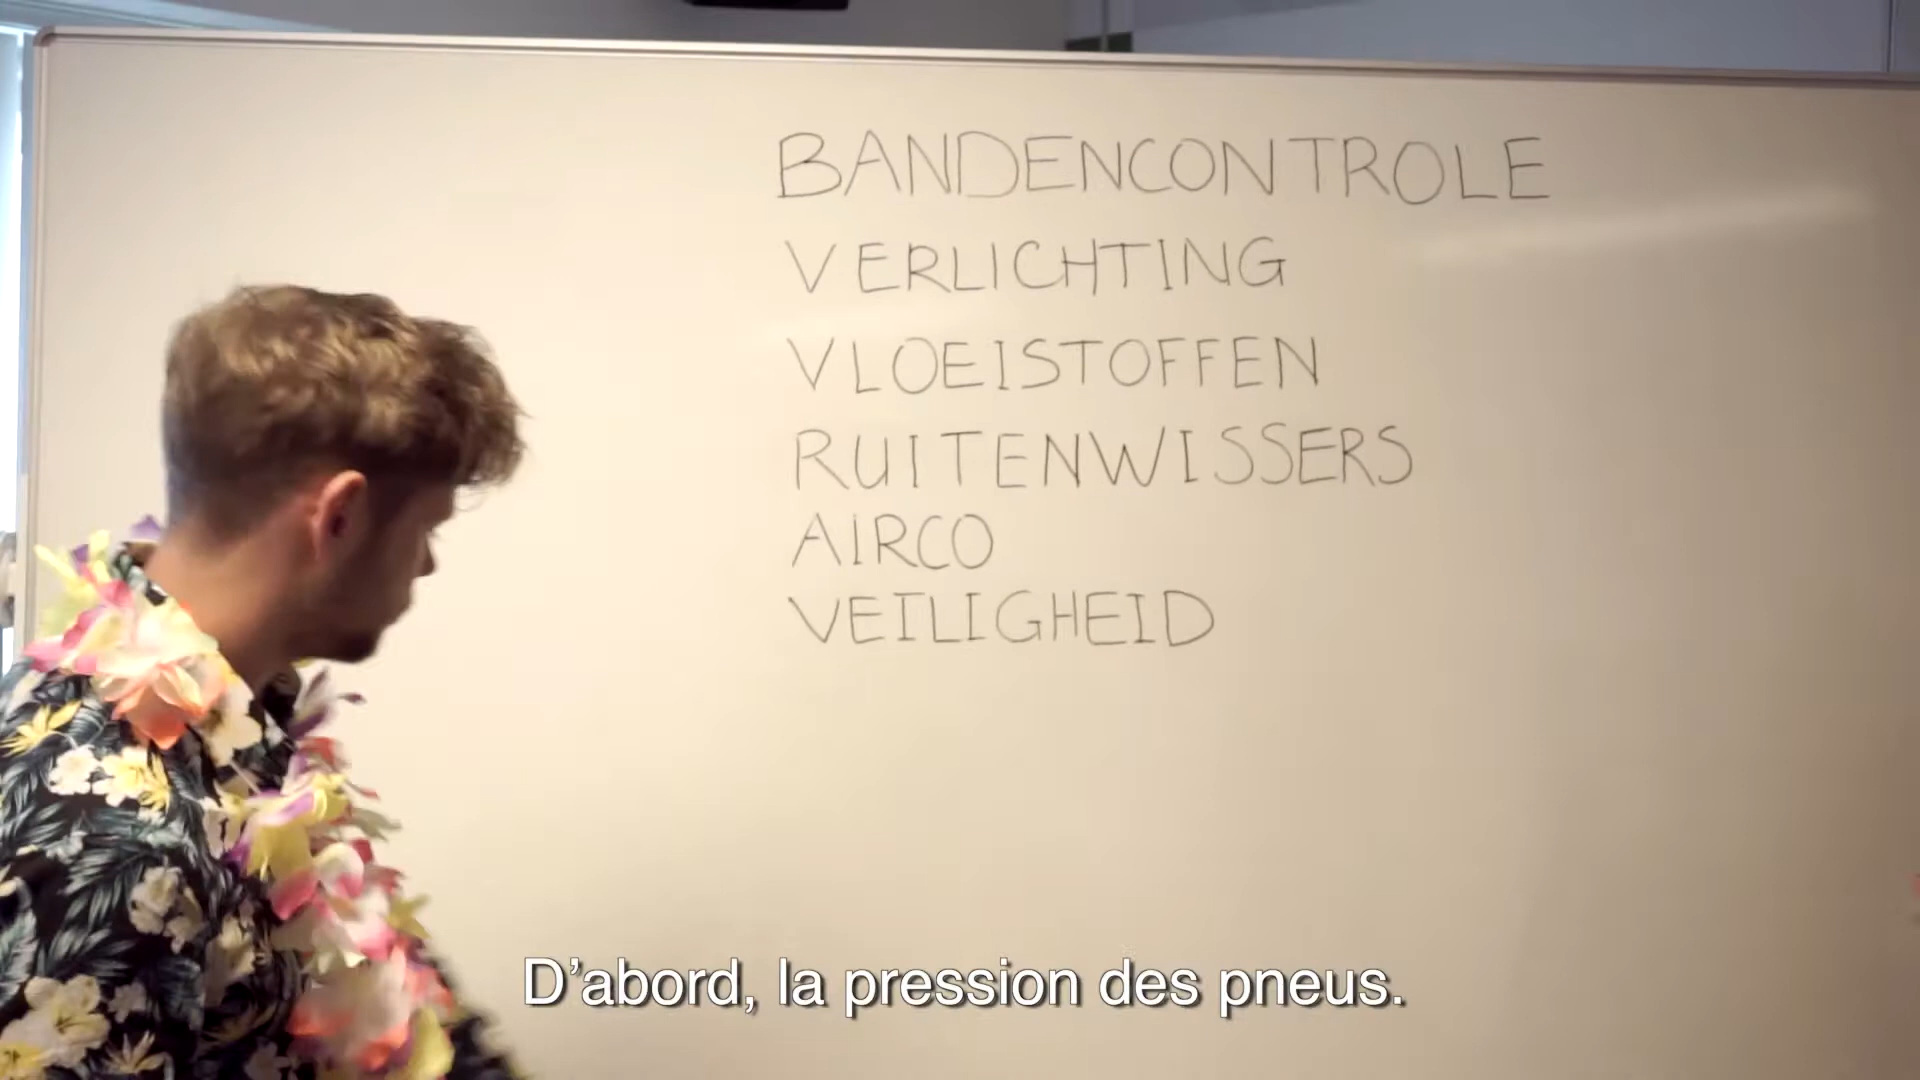 BANDENCONTROLE
VERLICHTING
VLOEISTOFFEN
RUITENWISSERS
AIRCO
VEILIGHEID
D'abord, la pression des pneus.